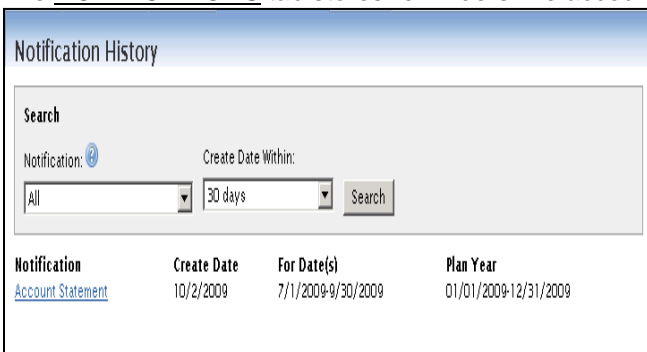 Notification History
Search
Notification: Create Date Within:
All 30 days Search
Notification Create Date For Date(s) Plan Year
Account Statement 10/2/2009 7/1/2009-9/30/2009 01/01/2009-12/31/2009